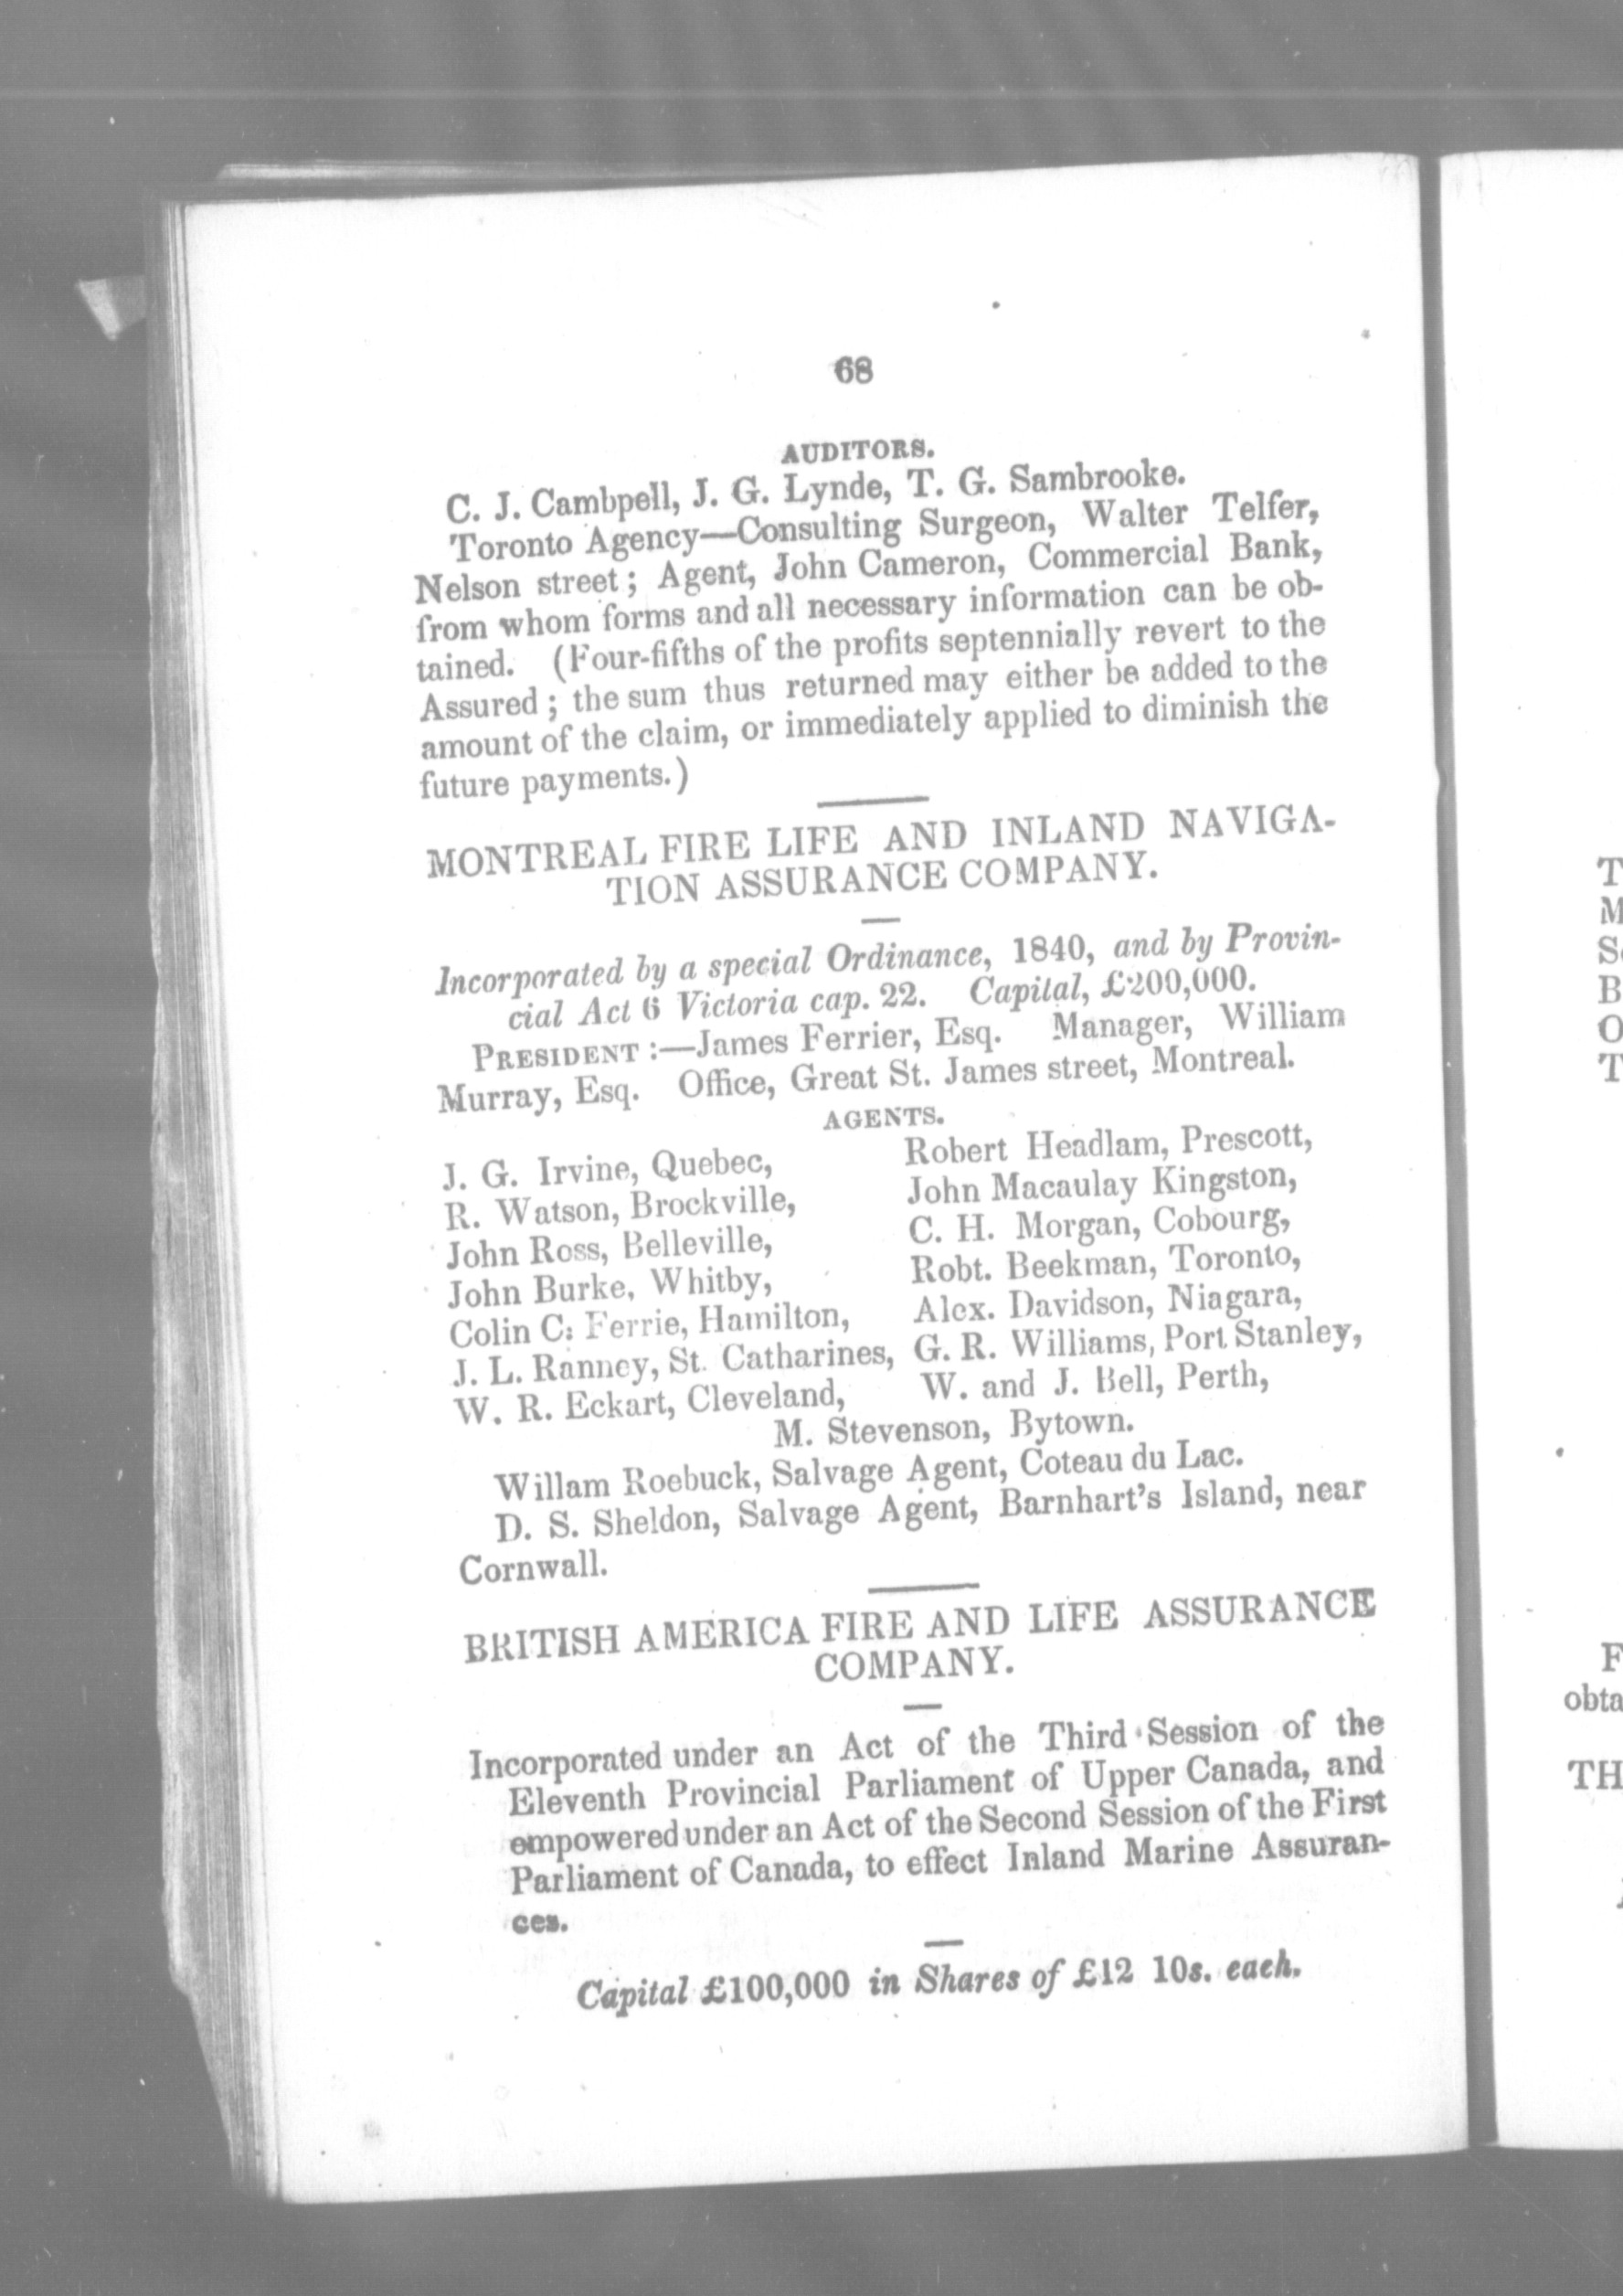 68
AUDITORS.
C. J. Cambpell, J. G. Lynde, T. G. Sambrooke.
Toronto Agency—Consulting Surgeon, Walter Telfer,
Nelson street; Agent, John Cameron, Commercial Bank,
from whom forms and all necessary information can be ob-
tained. (Four-fifths of the profits septennially revert to the
Assured; the sum thus returned may either be added to the
amount of the claim, or immediately applied to diminish the
future payments.)
MONTREAL FIRE LIFE AND INLAND NAVIGA-
TION ASSURANCE COMPANY.
Incorporated by a special Ordinance, 1840, and by Provin-
cial Act 6 Victoria cap. 22. Capital, £200,000.
PRESIDENT:—James Ferrier, Esq. Manager, William
Murray, Esq. Office, Great St. James street, Montreal.
AGENTS.
J. G. Irvine, Quebec,
R. Watson, Brockville,
John Ross, Belleville,
John Burke, Whitby,
Colin C: Ferrie, Hamilton,
J. L. Ranney, St. Catharines,
W. R. Eckart, Cleveland,
Robert Headlam, Prescott,
John Macaulay Kingston,
C. H. Morgan, Cobourg,
Robt. Beekman, Toronto,
Alex. Davidson, Niagara,
G. R. Williams, Port Stanley,
W. and J. Bell, Perth,
M. Stevenson, Bytown.
Willam Roebuck, Salvage Agent, Coteau du Lac.
D. S. Sheldon, Salvage Agent, Barnhart's Island, near
Cornwall.
BRITISH AMERICA FIRE AND LIFE ASSURANCE
COMPANY.
Incorporated under an Act of the Third Session of the
Eleventh Provincial Parliament of Upper Canada, and
empowered under an Act of the Second Session of the First
Parliament of Canada, to effect Inland Marine Assuran-
ces.
Capital £100,000 in Shares of £12 10s. each.
T
M
B
O
T
F
obta
TH